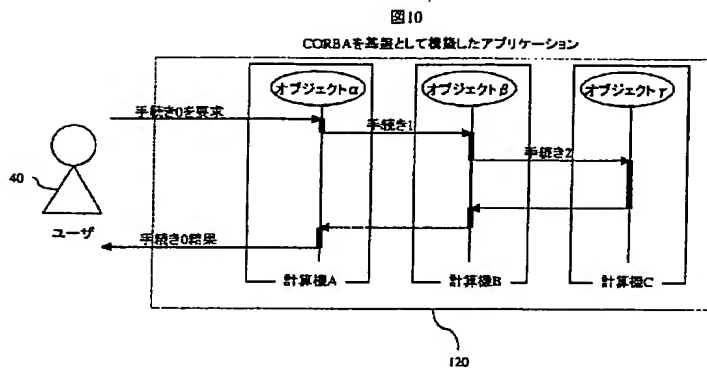 図10
CORBAを基盤として構築したアプリケーション
オブジェクトα
オブジェクトβ
オブジェクトγ
手続き0を要求
手続き1
手続き2
40
ユーザ
手続き0結果
計算機A
計算機B
計算機C
120